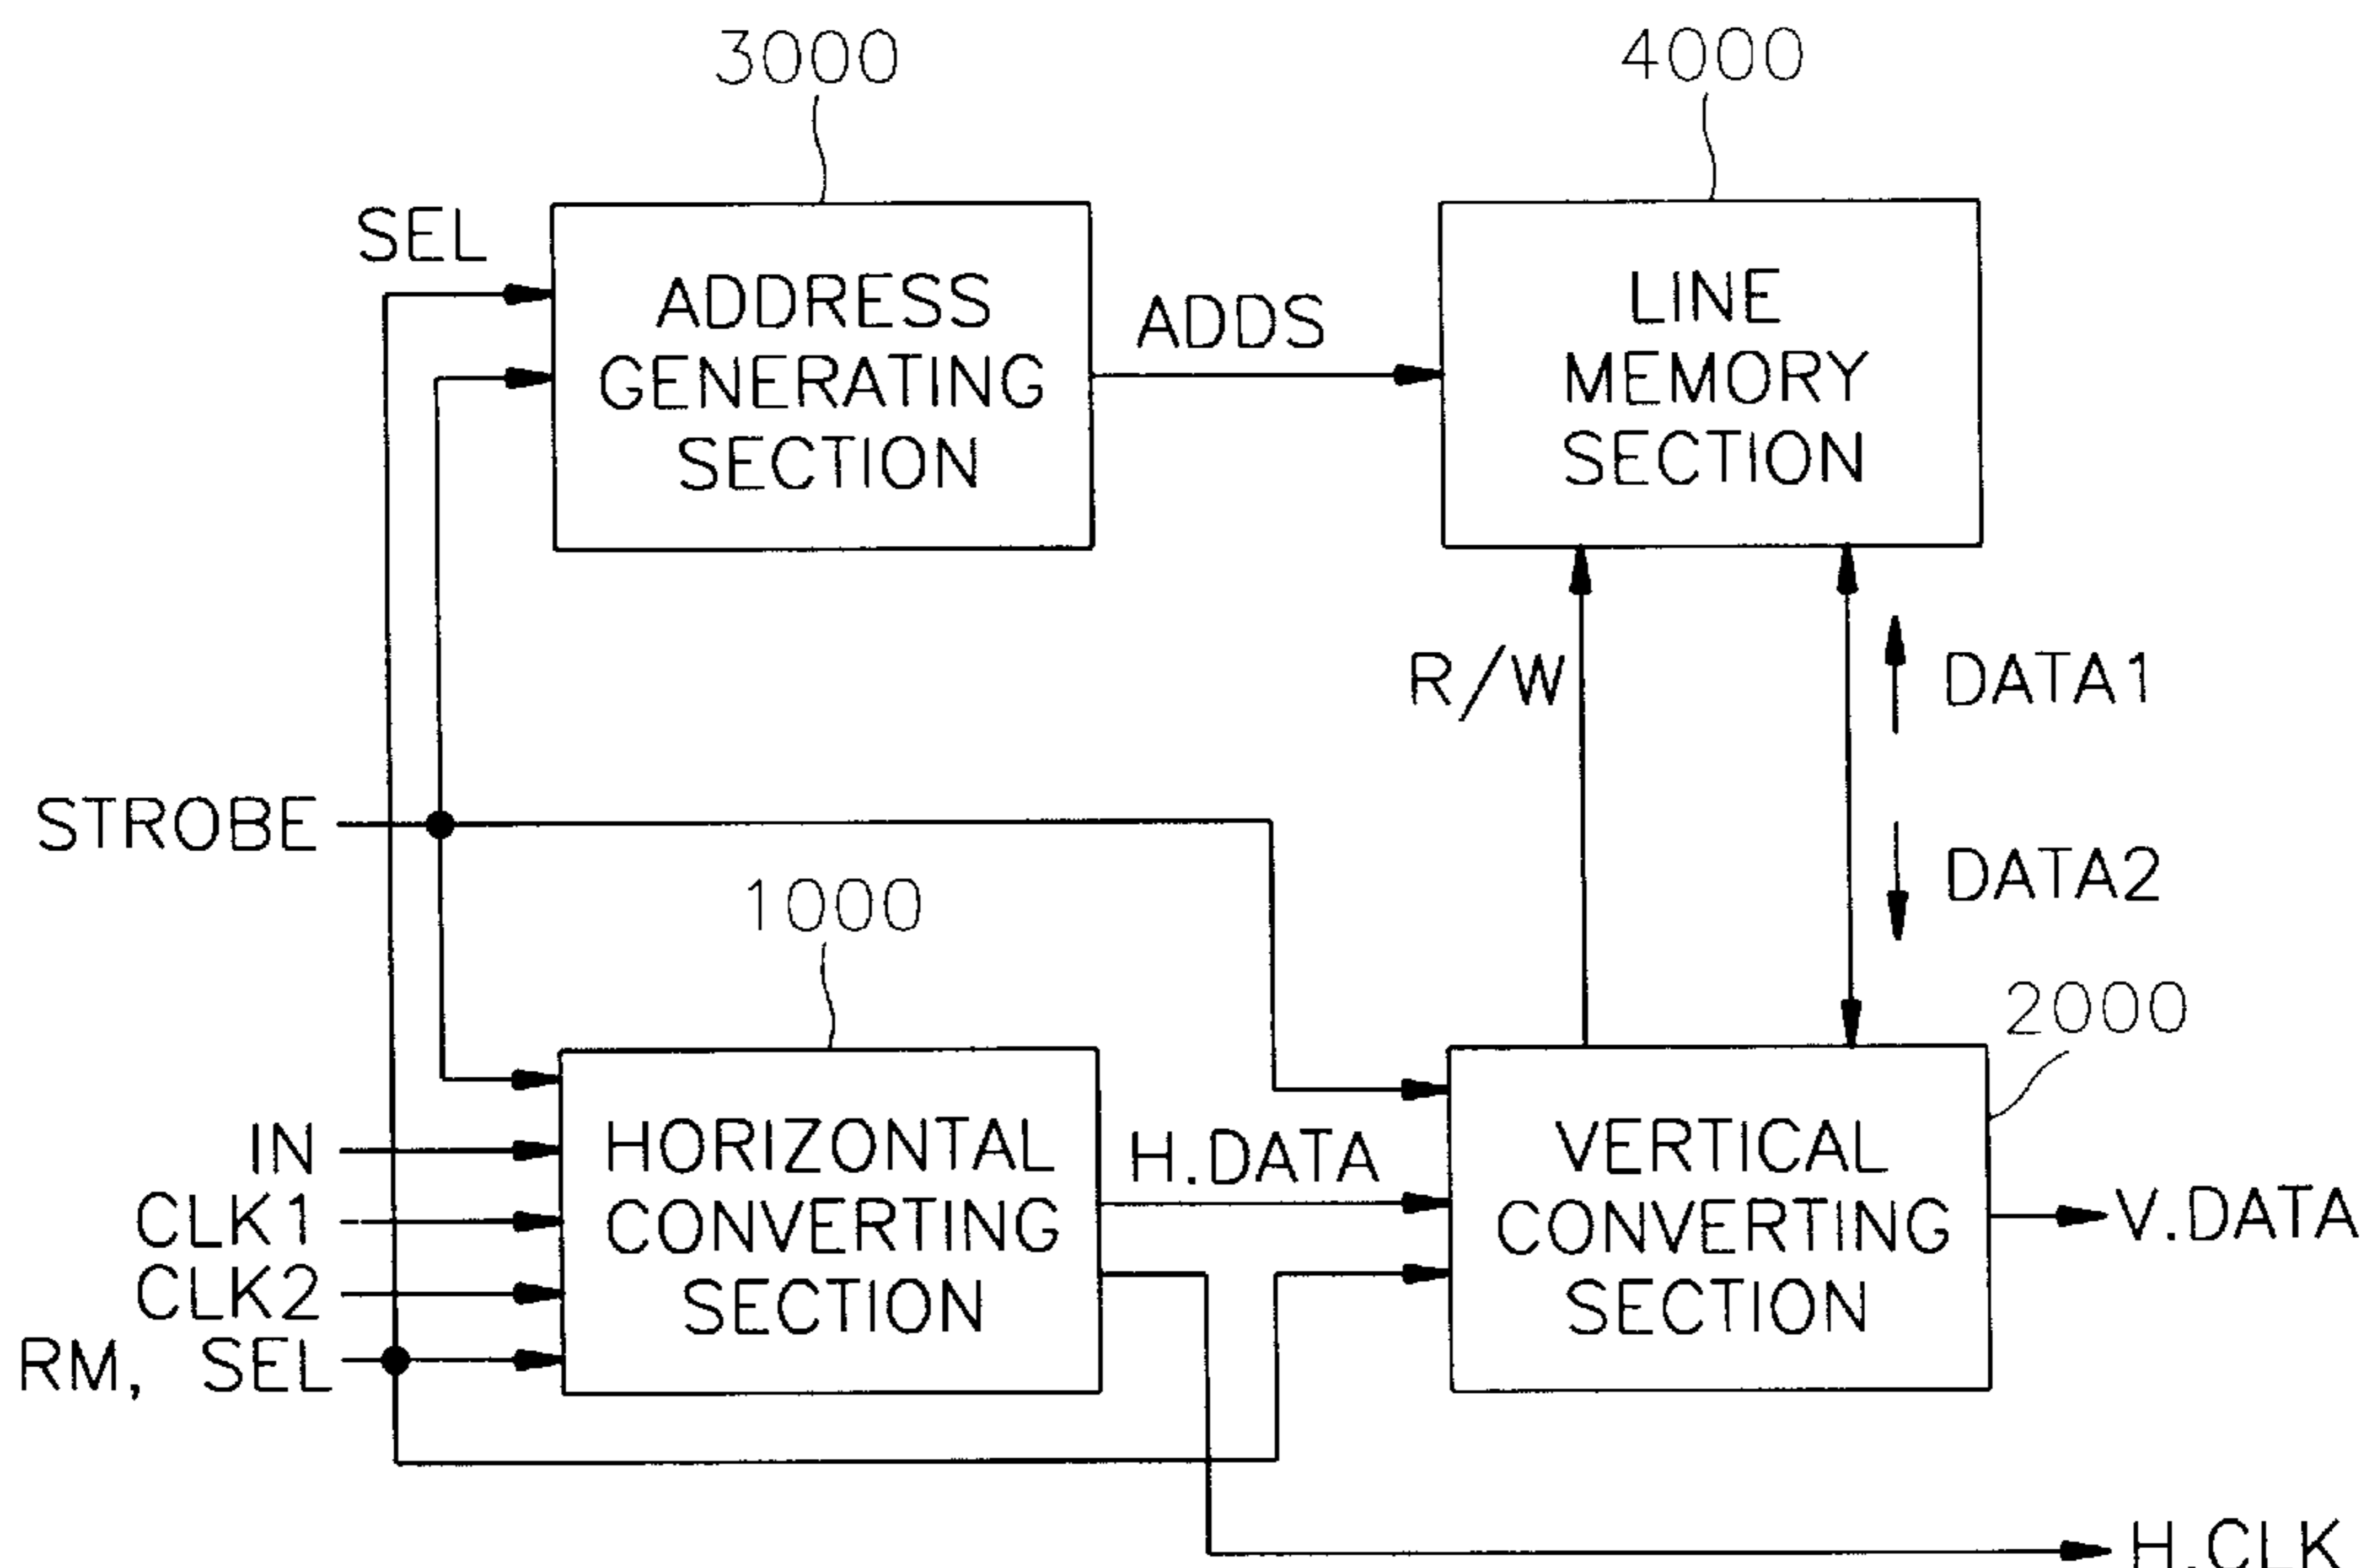 3000
4000
SEL
ADDRESS
GENERATING
SECTION
ADDS
LINE
MEMORY
SECTION
R/W
DATA1
DATA2
STROBE
1000
2000
IN
CLK1
CLK2
RM, SEL
HORIZONTAL
CONVERTING
SECTION
H.DATA
VERTICAL
CONVERTING
SECTION
V.DATA
H.CLK